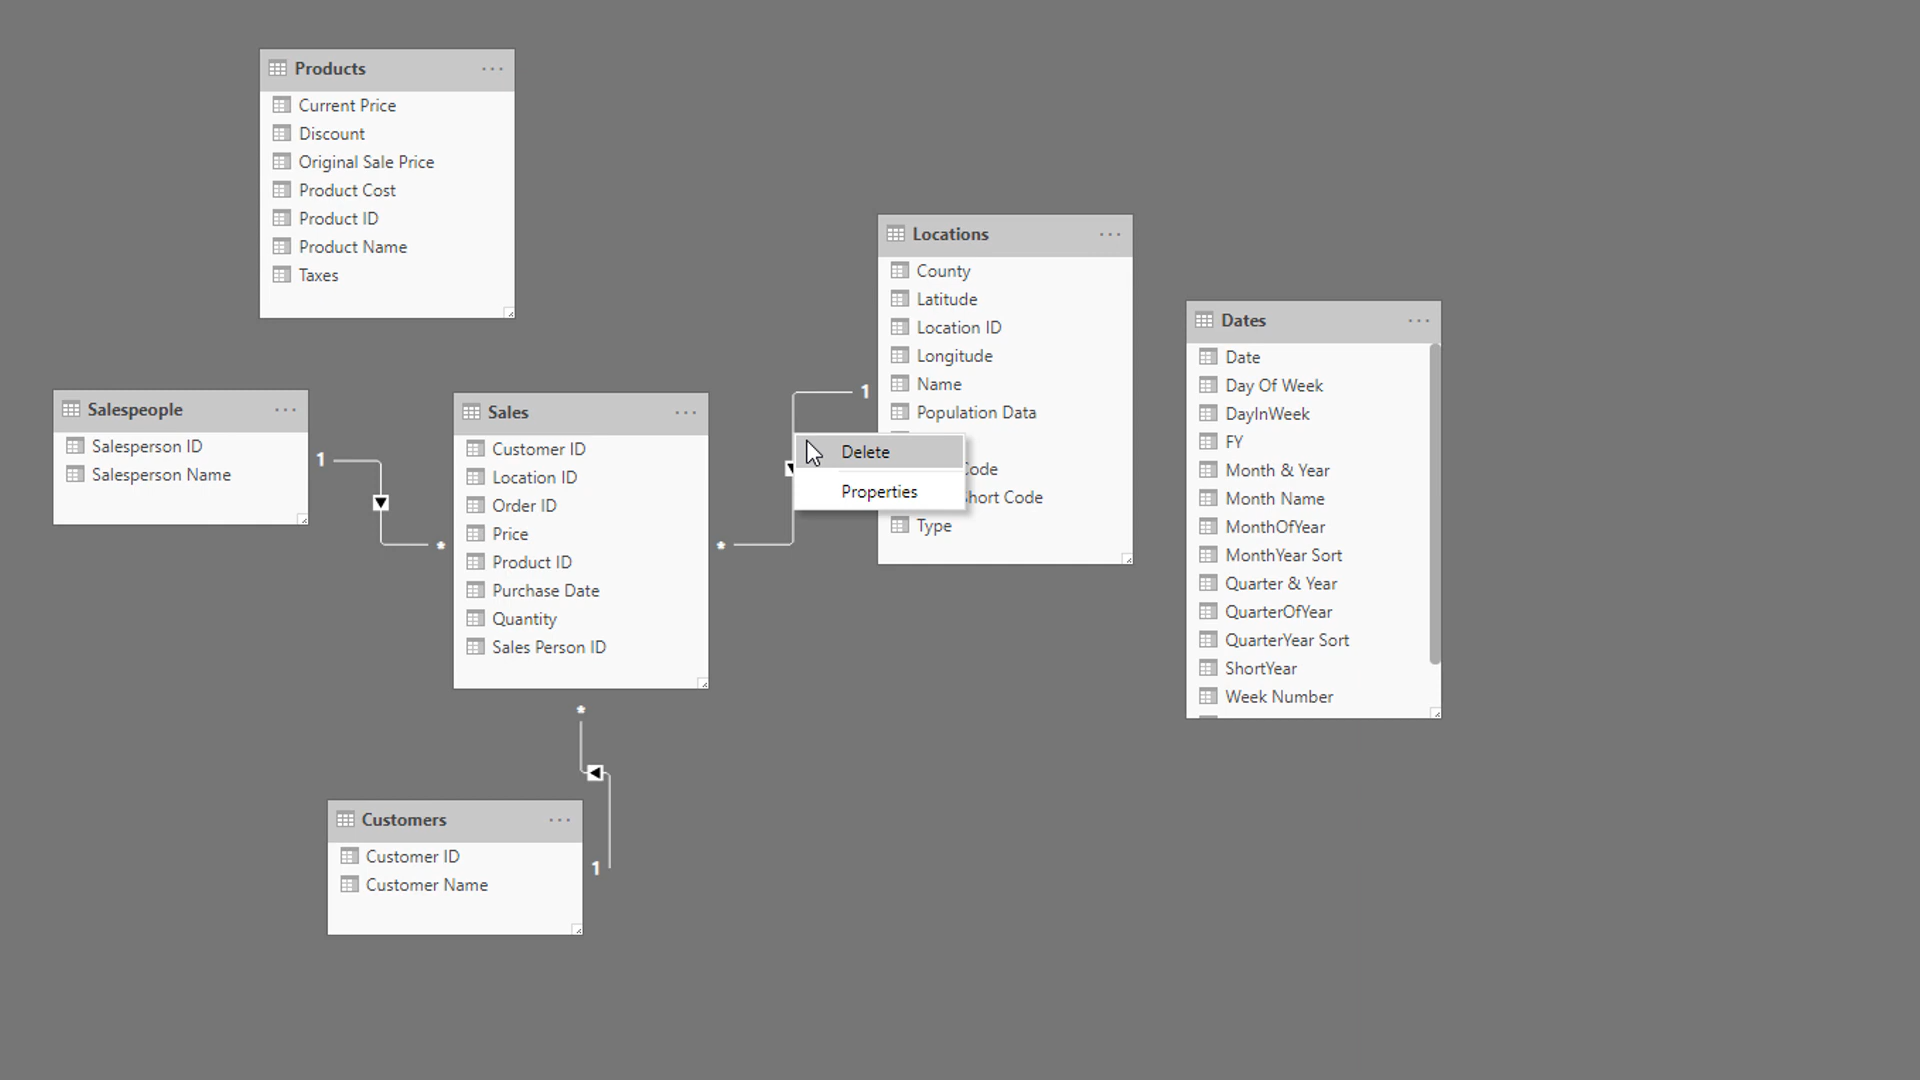 Products
Current Price
Discount
Original Sale Price
Product Cost
Product ID
Product Name
Taxes
Salespeople
Salesperson ID
Salesperson Name
1
*
Sales
Customer ID
Location ID
Order ID
Price
Product ID
Purchase Date
Quantity
Sales Person ID
*
1
*
Customers
Customer ID
Customer Name
1
Locations
County
Latitude
Location ID
Longitude
Name
Population Data
Code
Short Code
Type
Delete
Properties
Dates
Date
Day Of Week
DayInWeek
FY
Month & Year
Month Name
MonthOfYear
MonthYear Sort
Quarter & Year
QuarterOfYear
QuarterYear Sort
ShortYear
Week Number